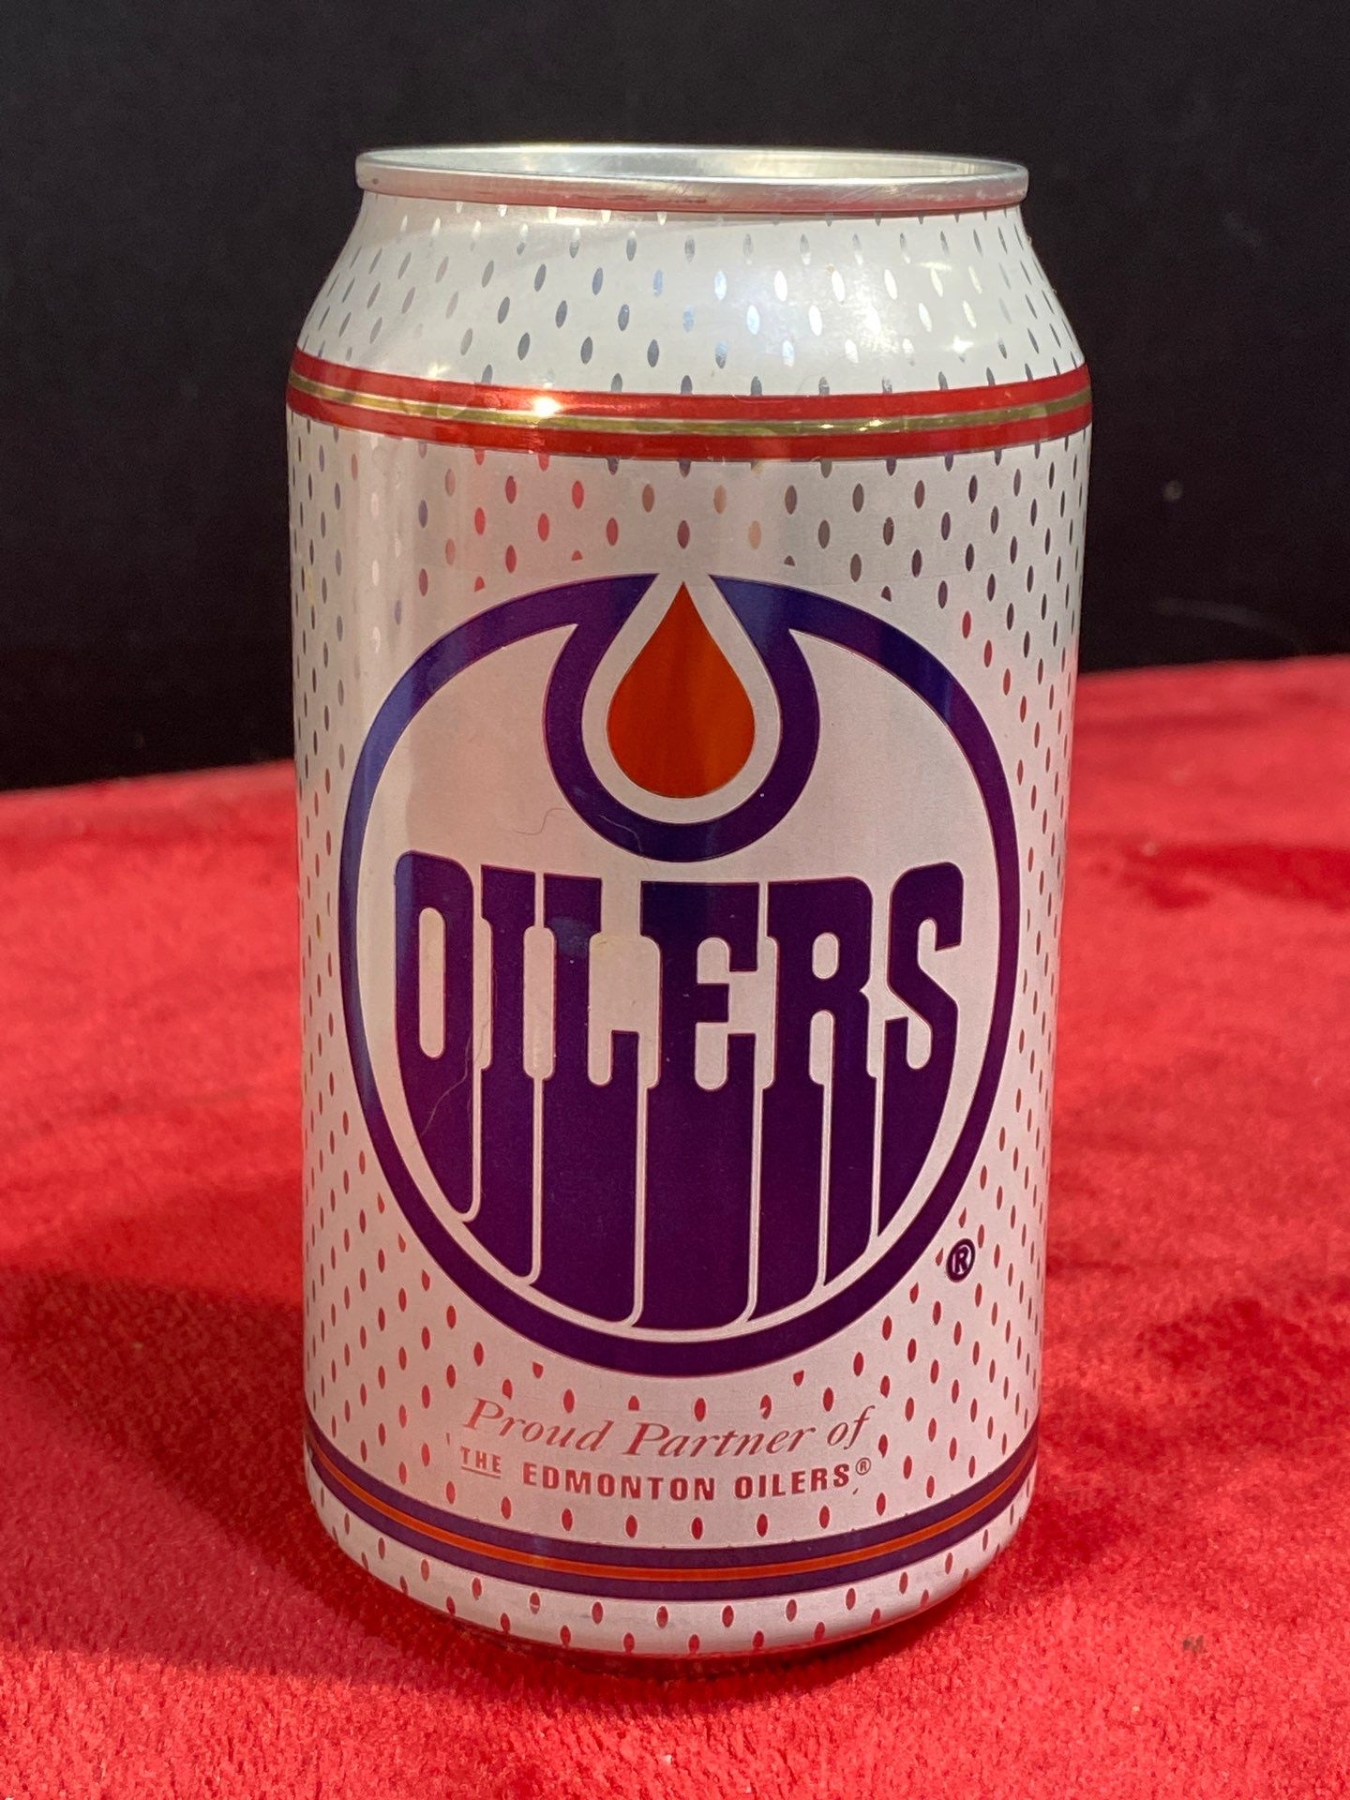 OILERS
®
Proud Partner of
THE EDMONTON OILERS®